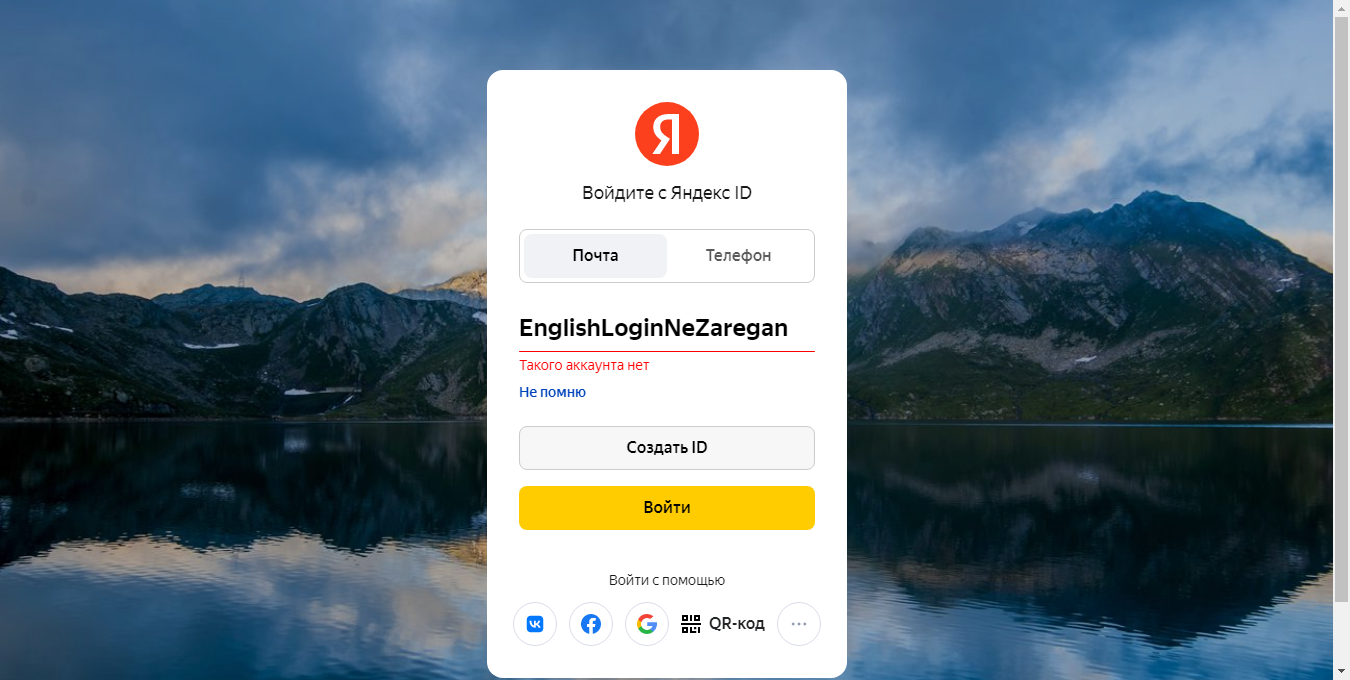 Я
Войдите с Яндекс ID
Почта Телефон
EnglishLoginNeZaregan
Такого аккаунта нет
Не помню
Создать ID
Войти
Войти с помощью
QR-код